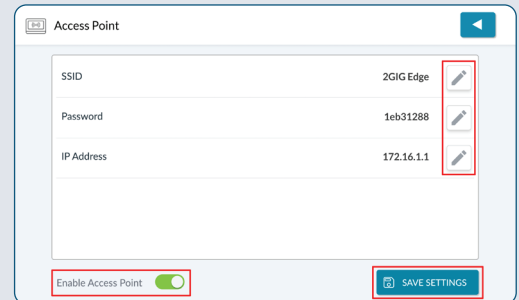 Access Point
SSID 2GIG Edge
Password 1eb31288
IP Address 172.16.1.1
Enable Access Point SAVE SETTINGS